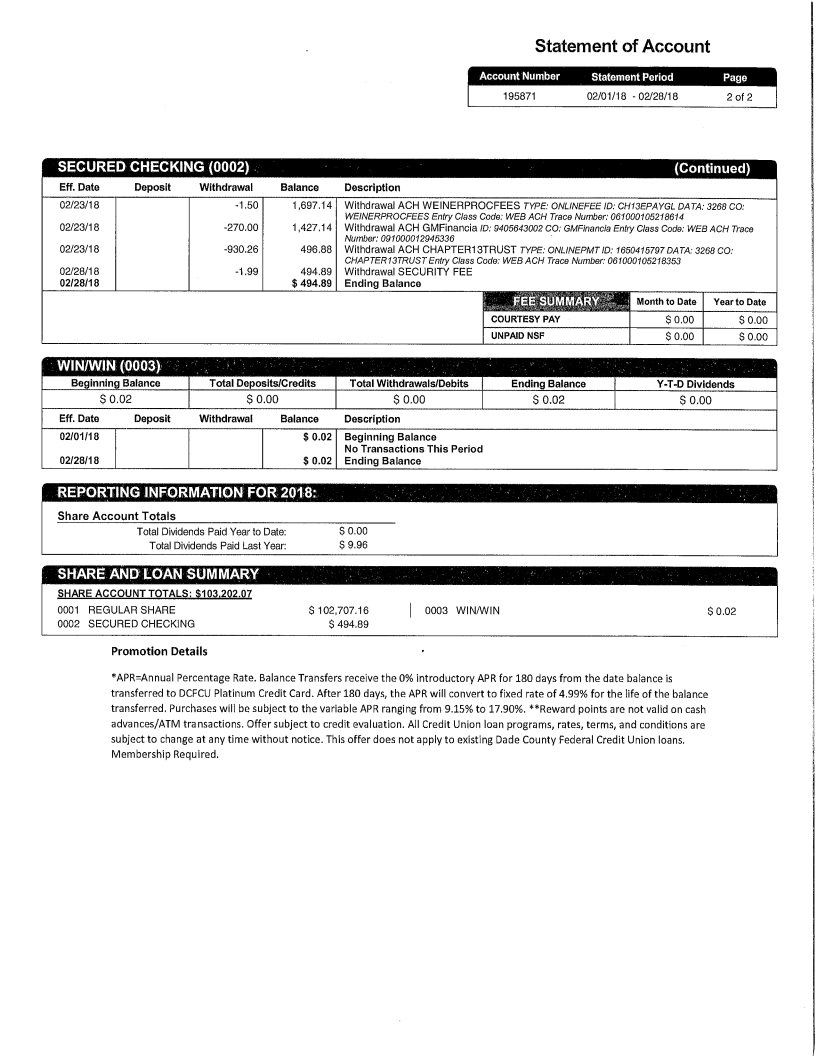 Statement of Account
Account Number Statement Period Page
195871 02/01/18 - 02/28/18 2 of 2
SECURED CHECKING (0002) (Continued)
Eff. Date Deposit Withdrawal Balance Description
02/23/18 -1.50 1,697.14 Withdrawal ACH WEINERPROCFEES TYPE: ONLINEFEE ID: CH13EPAYGL DATA: 3268 CO:
WEINERPROCFEES Entry Class Code: WEB ACH Trace Number: 061000105218614
02/23/18 -270.00 1,427.14 Withdrawal ACH GMFinancia ID: 9405643002 CO: GMFinancia Entry Class Code: WEB ACH Trace
Number: 091000012945336
02/23/18 -930.26 496.88 Withdrawal ACH CHAPTER13TRUST TYPE: ONLINEPMT ID: 1650415797 DATA: 3268 CO:
CHAPTER13TRUST Entry Class Code: WEB ACH Trace Number: 061000105218353
02/28/18 -1.99 494.89 Withdrawal SECURITY FEE
02/28/18 $ 494.89 Ending Balance
FEE SUMMARY Month to Date Year to Date
COURTESY PAY $ 0.00 $ 0.00
UNPAID NSF $ 0.00 $ 0.00
WIN/WIN (0003)
Beginning Balance Total Deposits/Credits Total Withdrawals/Debits Ending Balance Y-T-D Dividends
$ 0.02 $ 0.00 $ 0.00 $ 0.02 $ 0.00
Eff. Date Deposit Withdrawal Balance Description
02/01/18 $ 0.02 Beginning Balance
No Transactions This Period
02/28/18 $ 0.02 Ending Balance
REPORTING INFORMATION FOR 2018:
Share Account Totals
Total Dividends Paid Year to Date: $ 0.00
Total Dividends Paid Last Year: $ 9.96
SHARE AND LOAN SUMMARY
SHARE ACCOUNT TOTALS: $103,202.07
0001 REGULAR SHARE $ 102,707.16 0003 WIN/WIN $ 0.02
0002 SECURED CHECKING $ 494.89
Promotion Details
*APR=Annual Percentage Rate. Balance Transfers receive the 0% introductory APR for 180 days from the date balance is
transferred to DCFCU Platinum Credit Card. After 180 days, the APR will convert to fixed rate of 4.99% for the life of the balance
transferred. Purchases will be subject to the variable APR ranging from 9.15% to 17.90%. **Reward points are not valid on cash
advances/ATM transactions. Offer subject to credit evaluation. All Credit Union loan programs, rates, terms, and conditions are
subject to change at any time without notice. This offer does not apply to existing Dade County Federal Credit Union loans.
Membership Required.